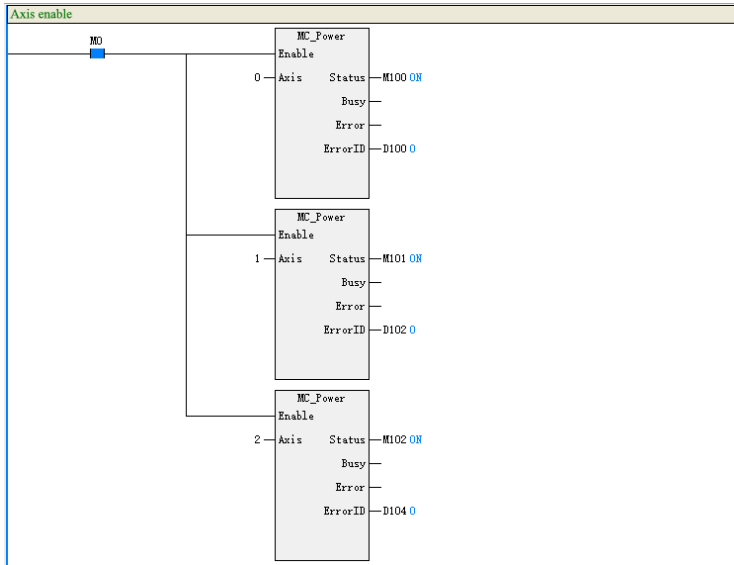 Axis enable
M0
MC_Power
Enable
0 Axis Status M100 ON
Busy
Error
ErrorID D100 0
MC_Power
Enable
1 Axis Status M101 ON
Busy
Error
ErrorID D102 0
MC_Power
Enable
2 Axis Status M102 ON
Busy
Error
ErrorID D104 0